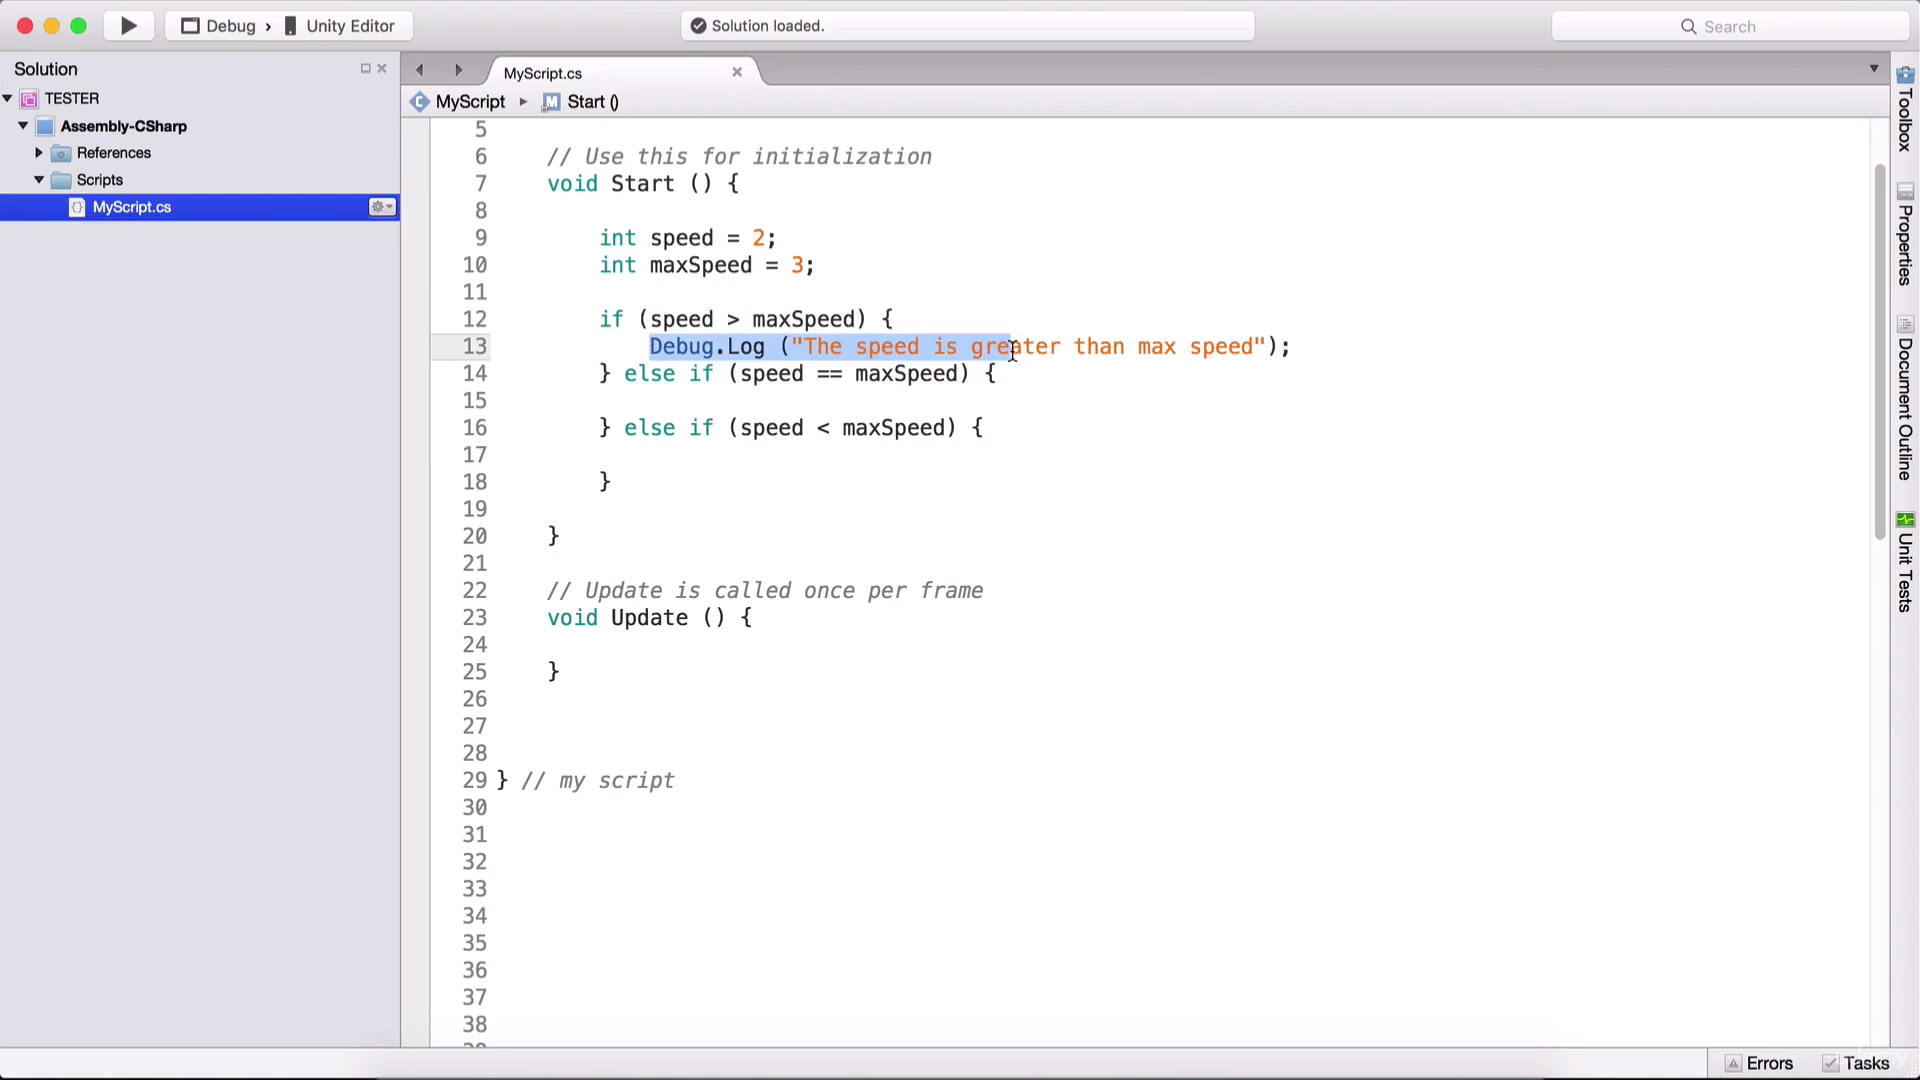 Debug › Unity Editor
Solution loaded.
Search
Solution
TESTER
Assembly-CSharp
References
Scripts
MyScript.cs
MyScript.cs
MyScript ▸ Start ()
5
6 // Use this for initialization
7 void Start () {
8
9 int speed = 2;
10 int maxSpeed = 3;
11
12 if (speed > maxSpeed) {
13 Debug.Log ("The speed is greater than max speed");
14 } else if (speed == maxSpeed) {
15
16 } else if (speed < maxSpeed) {
17
18 }
19
20 }
21
22 // Update is called once per frame
23 void Update () {
24
25 }
26
27
28
29 } // my script
30
31
32
33
34
35
36
37
38
Toolbox
Properties
Document Outline
Unit Tests
Errors
Tasks